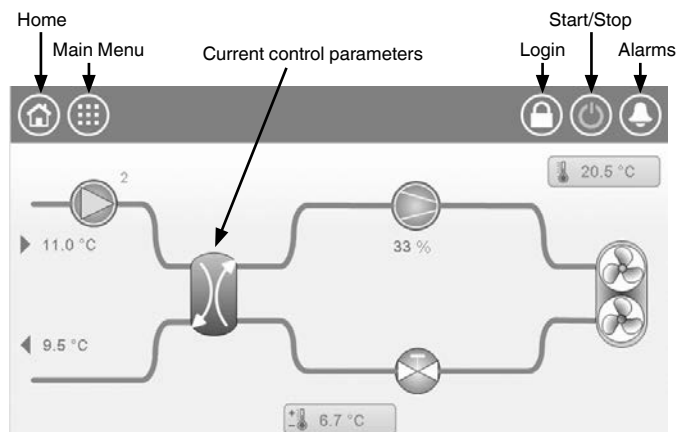 Home
Start/Stop
Main Menu
Current control parameters
Login
Alarms
2
20.5 °C
11.0 °C
33 %
9.5 °C
6.7 °C